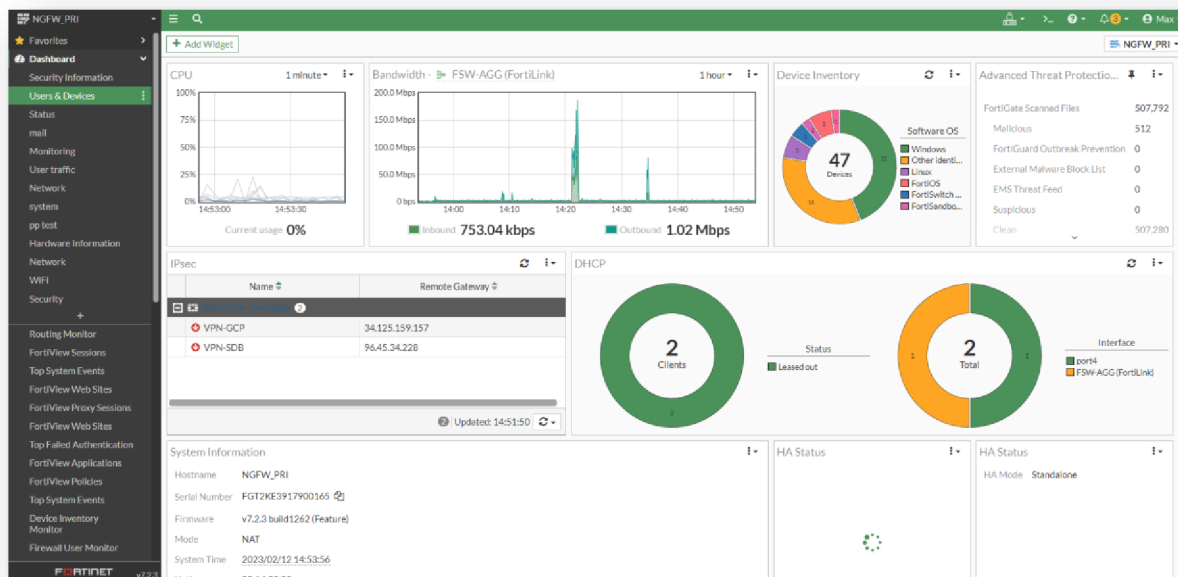 NGFW_PRI
Max
Favorites
Dashboard
Security Information
Users & Devices
Status
mail
Monitoring
User traffic
Network
system
pp test
Hardware Information
Network
WIFI
Security
+
Routing Monitor
FortiView Sessions
Top System Events
FortiView Web Sites
FortiView Proxy Sessions
FortiView Web Sites
Top Failed Authentication
FortiView Applications
FortiView Policies
Top System Events
Device Inventory
Monitor
Firewall User Monitor
FORTINET v7.2.3
3
+ Add Widget
NGFW_PRI
CPU 1 minute
100%
75%
50%
25%
0%
14:53:00 14:53:30
Current usage 0%
Bandwidth - FSW-AGG (FortiLink) 1 hour
200.0 Mbps
150.0 Mbps
100.0 Mbps
50.0 Mbps
0 bps
14:00 14:10 14:20 14:30 14:40 14:50
Inbound 753.04 kbps Outbound 1.02 Mbps
Device Inventory
47
Devices
Software OS
Windows
Other identi...
Linux
FortiOS
FortiSwitch ...
FortiSandbo...
Advanced Threat Protectio...
FortiGate Scanned Files 507,792
Malicious 512
FortiGuard Outbreak Prevention 0
External Malware Block List 0
EMS Threat Feed 0
Suspicious 0
Clean 507,280
IPsec
Name Remote Gateway
2
VPN-GCP 34.125.159.157
VPN-SDB 96.45.34.228
2 Updated: 14:51:50
DHCP
2
Clients
2
Status
Leased out
2
Total
1
1
Interface
port4
FSW-AGG (FortiLink)
System Information
Hostname NGFW_PRI
Serial Number FGT2KE3917900165
Firmware v7.2.3 build1262 (Feature)
Mode NAT
System Time 2023/02/12 14:53:56
HA Status
HA Status
HA Mode Standalone